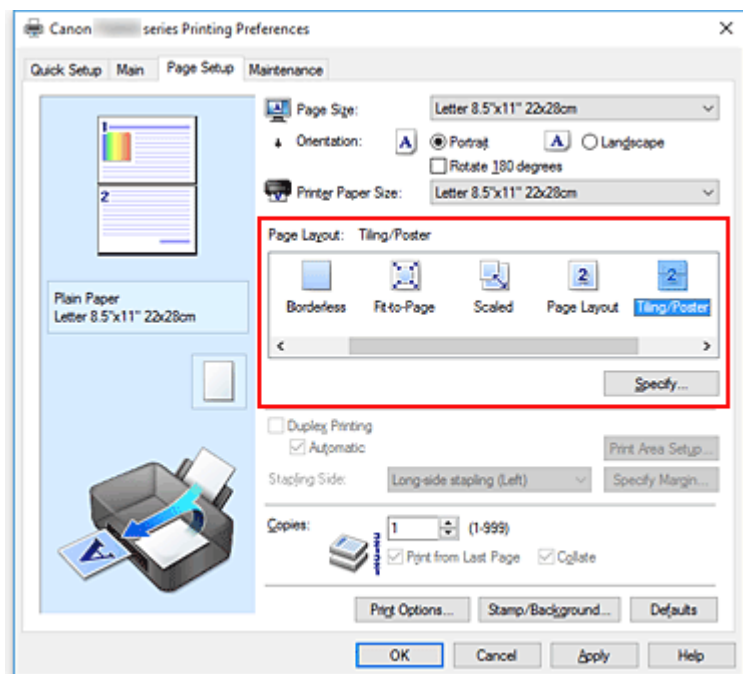 Canon series Printing Preferences
Quick Setup Main Page Setup Maintenance
1
2
Plain Paper
Letter 8.5"x11" 22x28cm
Page Size: Letter 8.5"x11" 22x28cm
Orientation: A Portrait A Landscape
Rotate 180 degrees
Printer Paper Size: Letter 8.5"x11" 22x28cm
Page Layout: Tiling/Poster
2 2
Borderless Fit-to-Page Scaled Page Layout Tiling/Poster
Specify...
Duplex Printing
Automatic Print Area Setup...
Stapling Side: Long-side stapling (Left) Specify Margin...
Copies: 1 (1-999)
Print from Last Page Collate
A
Print Options... Stamp/Background... Defaults
OK Cancel Apply Help